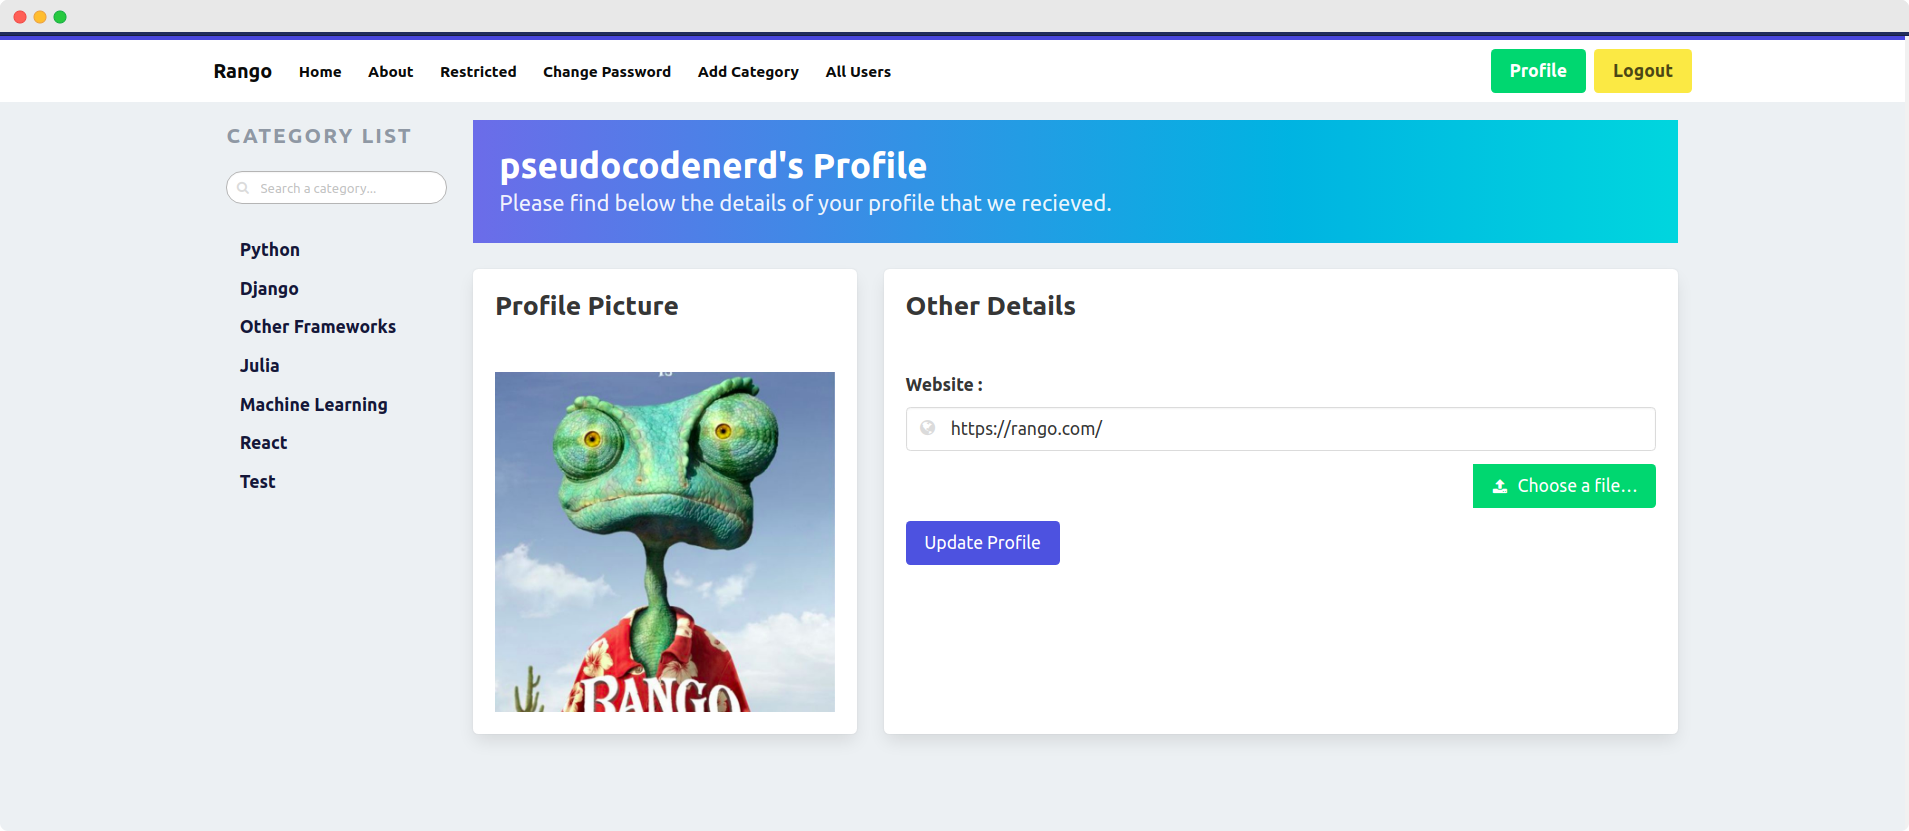 Rango Home About Restricted Change Password Add Category All Users Profile Logout
CATEGORY LIST
Search a category...
Python
Django
Other Frameworks
Julia
Machine Learning
React
Test
pseudocodenerd's Profile
Please find below the details of your profile that we recieved.
Profile Picture
RANGO
Other Details
Website :
https://rango.com/
Choose a file...
Update Profile